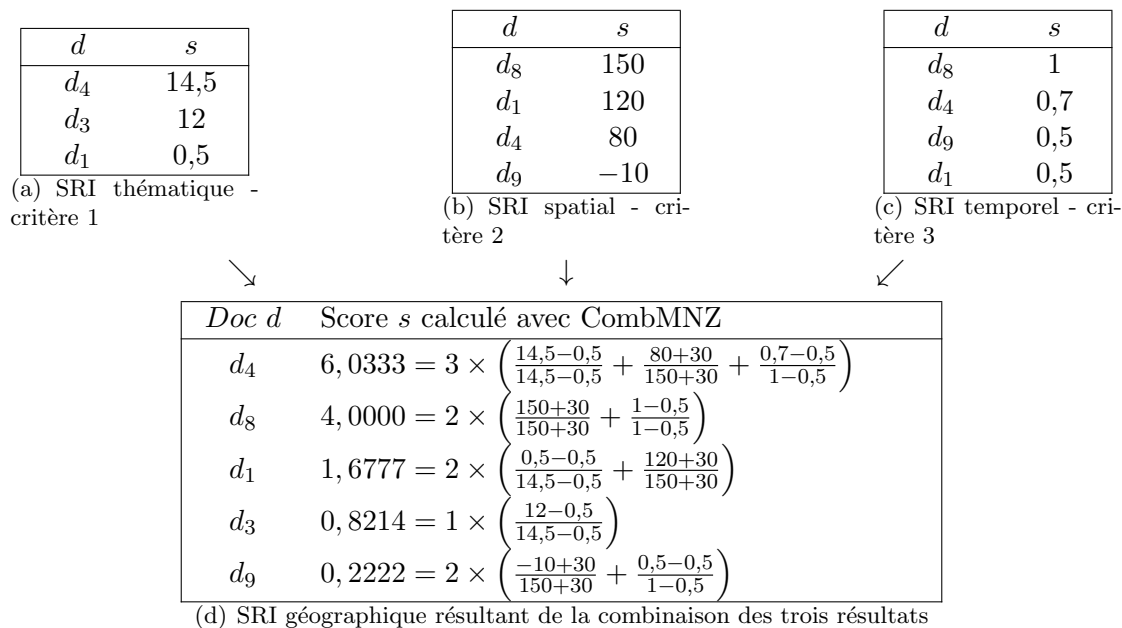 d s
d4 14,5
d3 12
d1 0,5
(a) SRI thématique -
critère 1
d s
d8 150
d1 120
d4 80
d9 −10
(b) SRI spatial - cri-
tère 2
d s
d8 1
d4 0,7
d9 0,5
d1 0,5
(c) SRI temporel - cri-
tère 3
↘ ↓ ↙
Doc d Score s calculé avec CombMNZ
d4 6,0333 = 3 × (14,5−0,5/14,5−0,5 + 80+30/150+30 + 0,7−0,5/1−0,5)
d8 4,0000 = 2 × (150+30/150+30 + 1−0,5/1−0,5)
d1 1,6777 = 2 × (0,5−0,5/14,5−0,5 + 120+30/150+30)
d3 0,8214 = 1 × (12−0,5/14,5−0,5)
d9 0,2222 = 2 × (−10+30/150+30 + 0,5−0,5/1−0,5)
(d) SRI géographique résultant de la combinaison des trois résultats